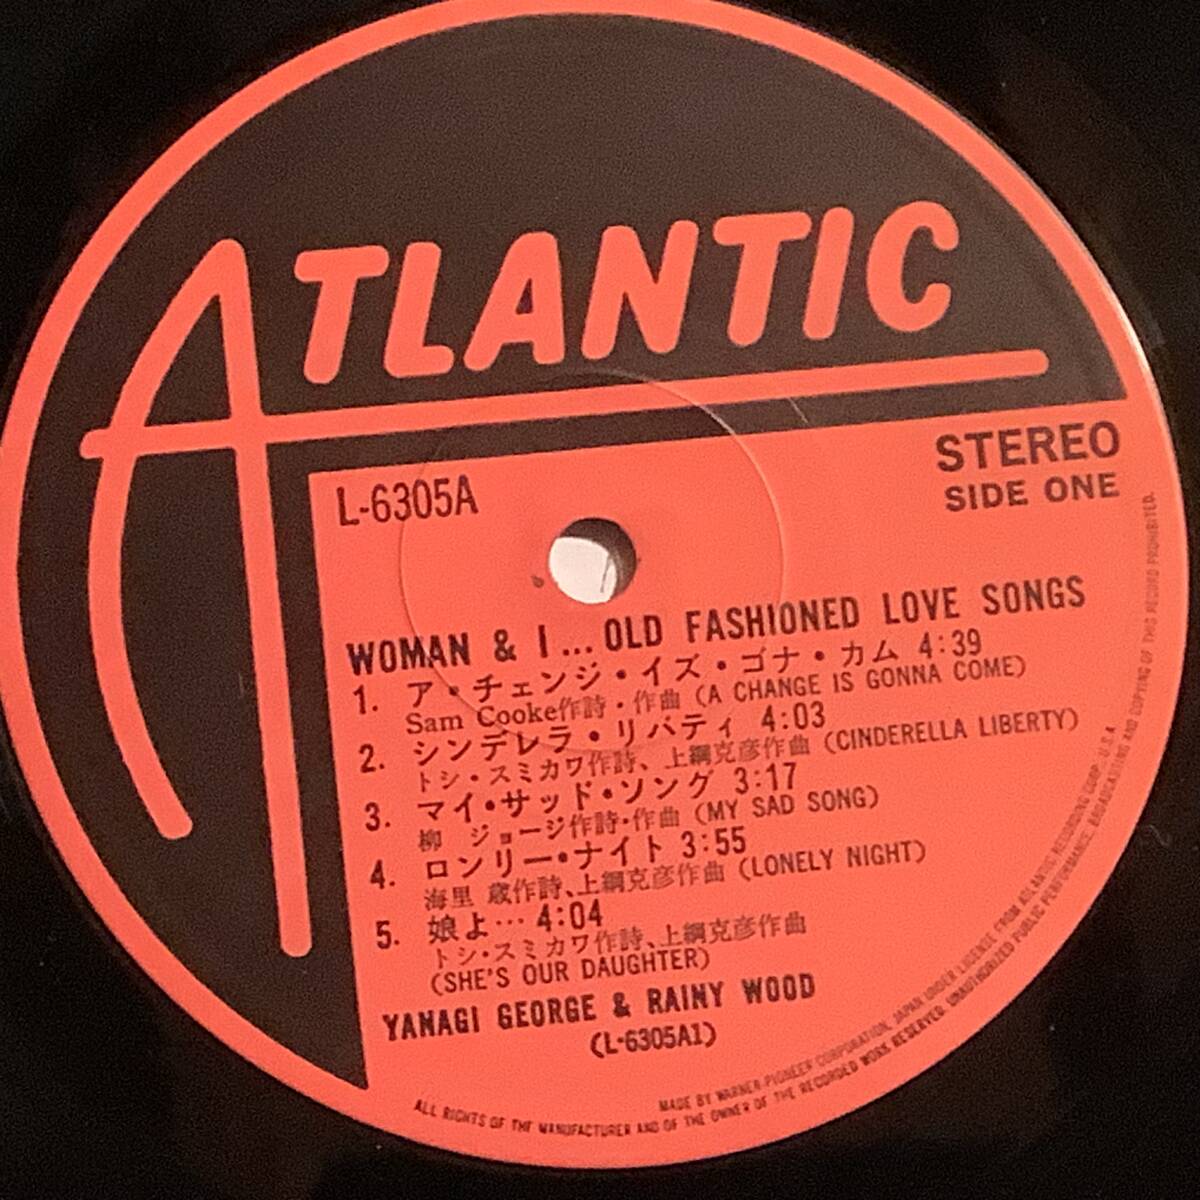 ATLANTIC
STEREO
SIDE ONE
L-6305A
WOMAN & I... OLD FASHIONED LOVE SONGS
1. ア・チェンジ・イズ・ゴナ・カム 4:39
Sam Cooke作詩・作曲 (A CHANGE IS GONNA COME)
2. シンデレラ・リバティ 4:03
トシ・スミカワ作詩、上綱克彦作曲 (CINDERELLA LIBERTY)
3. マイ・サッド・ソング 3:17
柳 ジョージ作詩・作曲 (MY SAD SONG)
4. ロンリー・ナイト 3:55
海里 蔵作詩、上綱克彦作曲 (LONELY NIGHT)
5. 娘よ… 4:04
トシ・スミカワ作詩、上綱克彦作曲
(SHE'S OUR DAUGHTER)
YANAGI GEORGE & RAINY WOOD
(L-6305A1)
MADE BY WARNER-PIONEER CORPORATION, JAPAN UNDER LICENSE FROM ATLANTIC RECORDING CORP., U.S.A.
ALL RIGHTS OF THE MANUFACTURER AND OF THE OWNER OF THE RECORDED WORK RESERVED. UNAUTHORIZED PUBLIC PERFORMANCE, BROADCASTING AND COPYING OF THIS RECORD PROHIBITED.